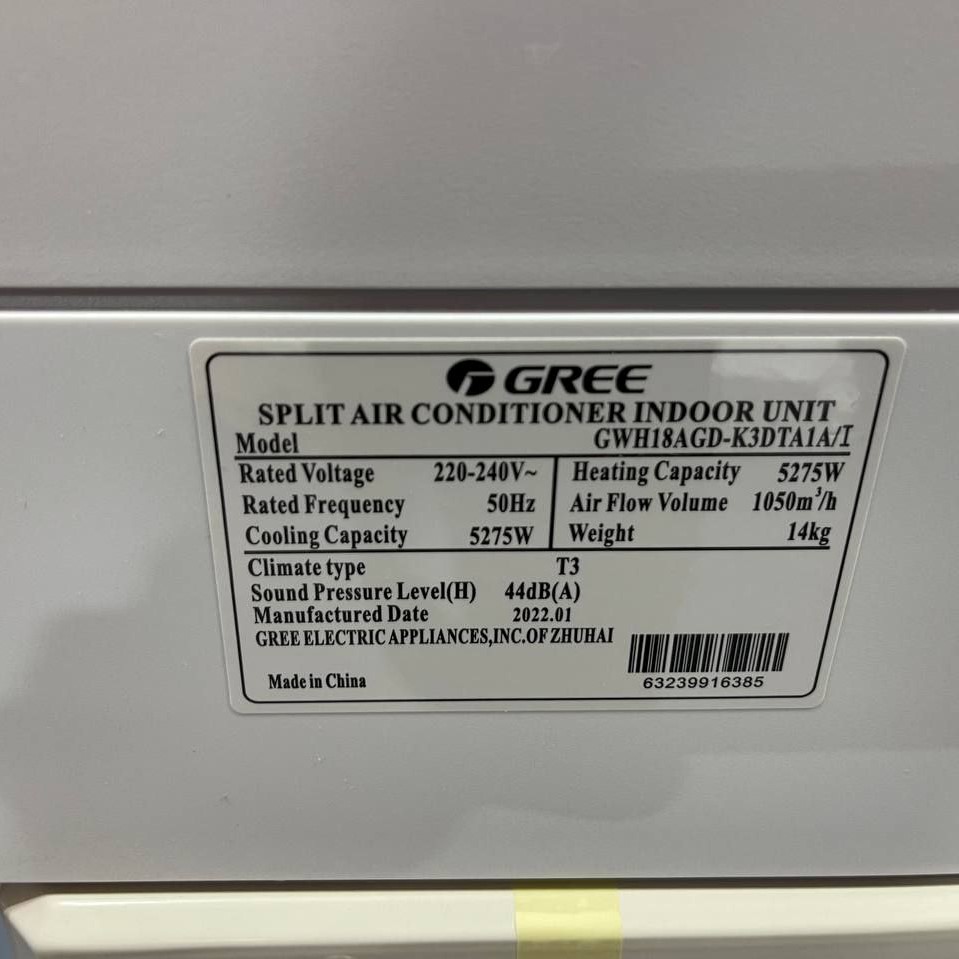 GREE
SPLIT AIR CONDITIONER INDOOR UNIT
Model GWH18AGD-K3DTA1A/I
Rated Voltage 220-240V~ Heating Capacity 5275W
Rated Frequency 50Hz Air Flow Volume 1050m³/h
Cooling Capacity 5275W Weight 14kg
Climate type T3
Sound Pressure Level(H) 44dB(A)
Manufactured Date 2022.01
GREE ELECTRIC APPLIANCES,INC.OF ZHUHAI
Made in China 63239916385